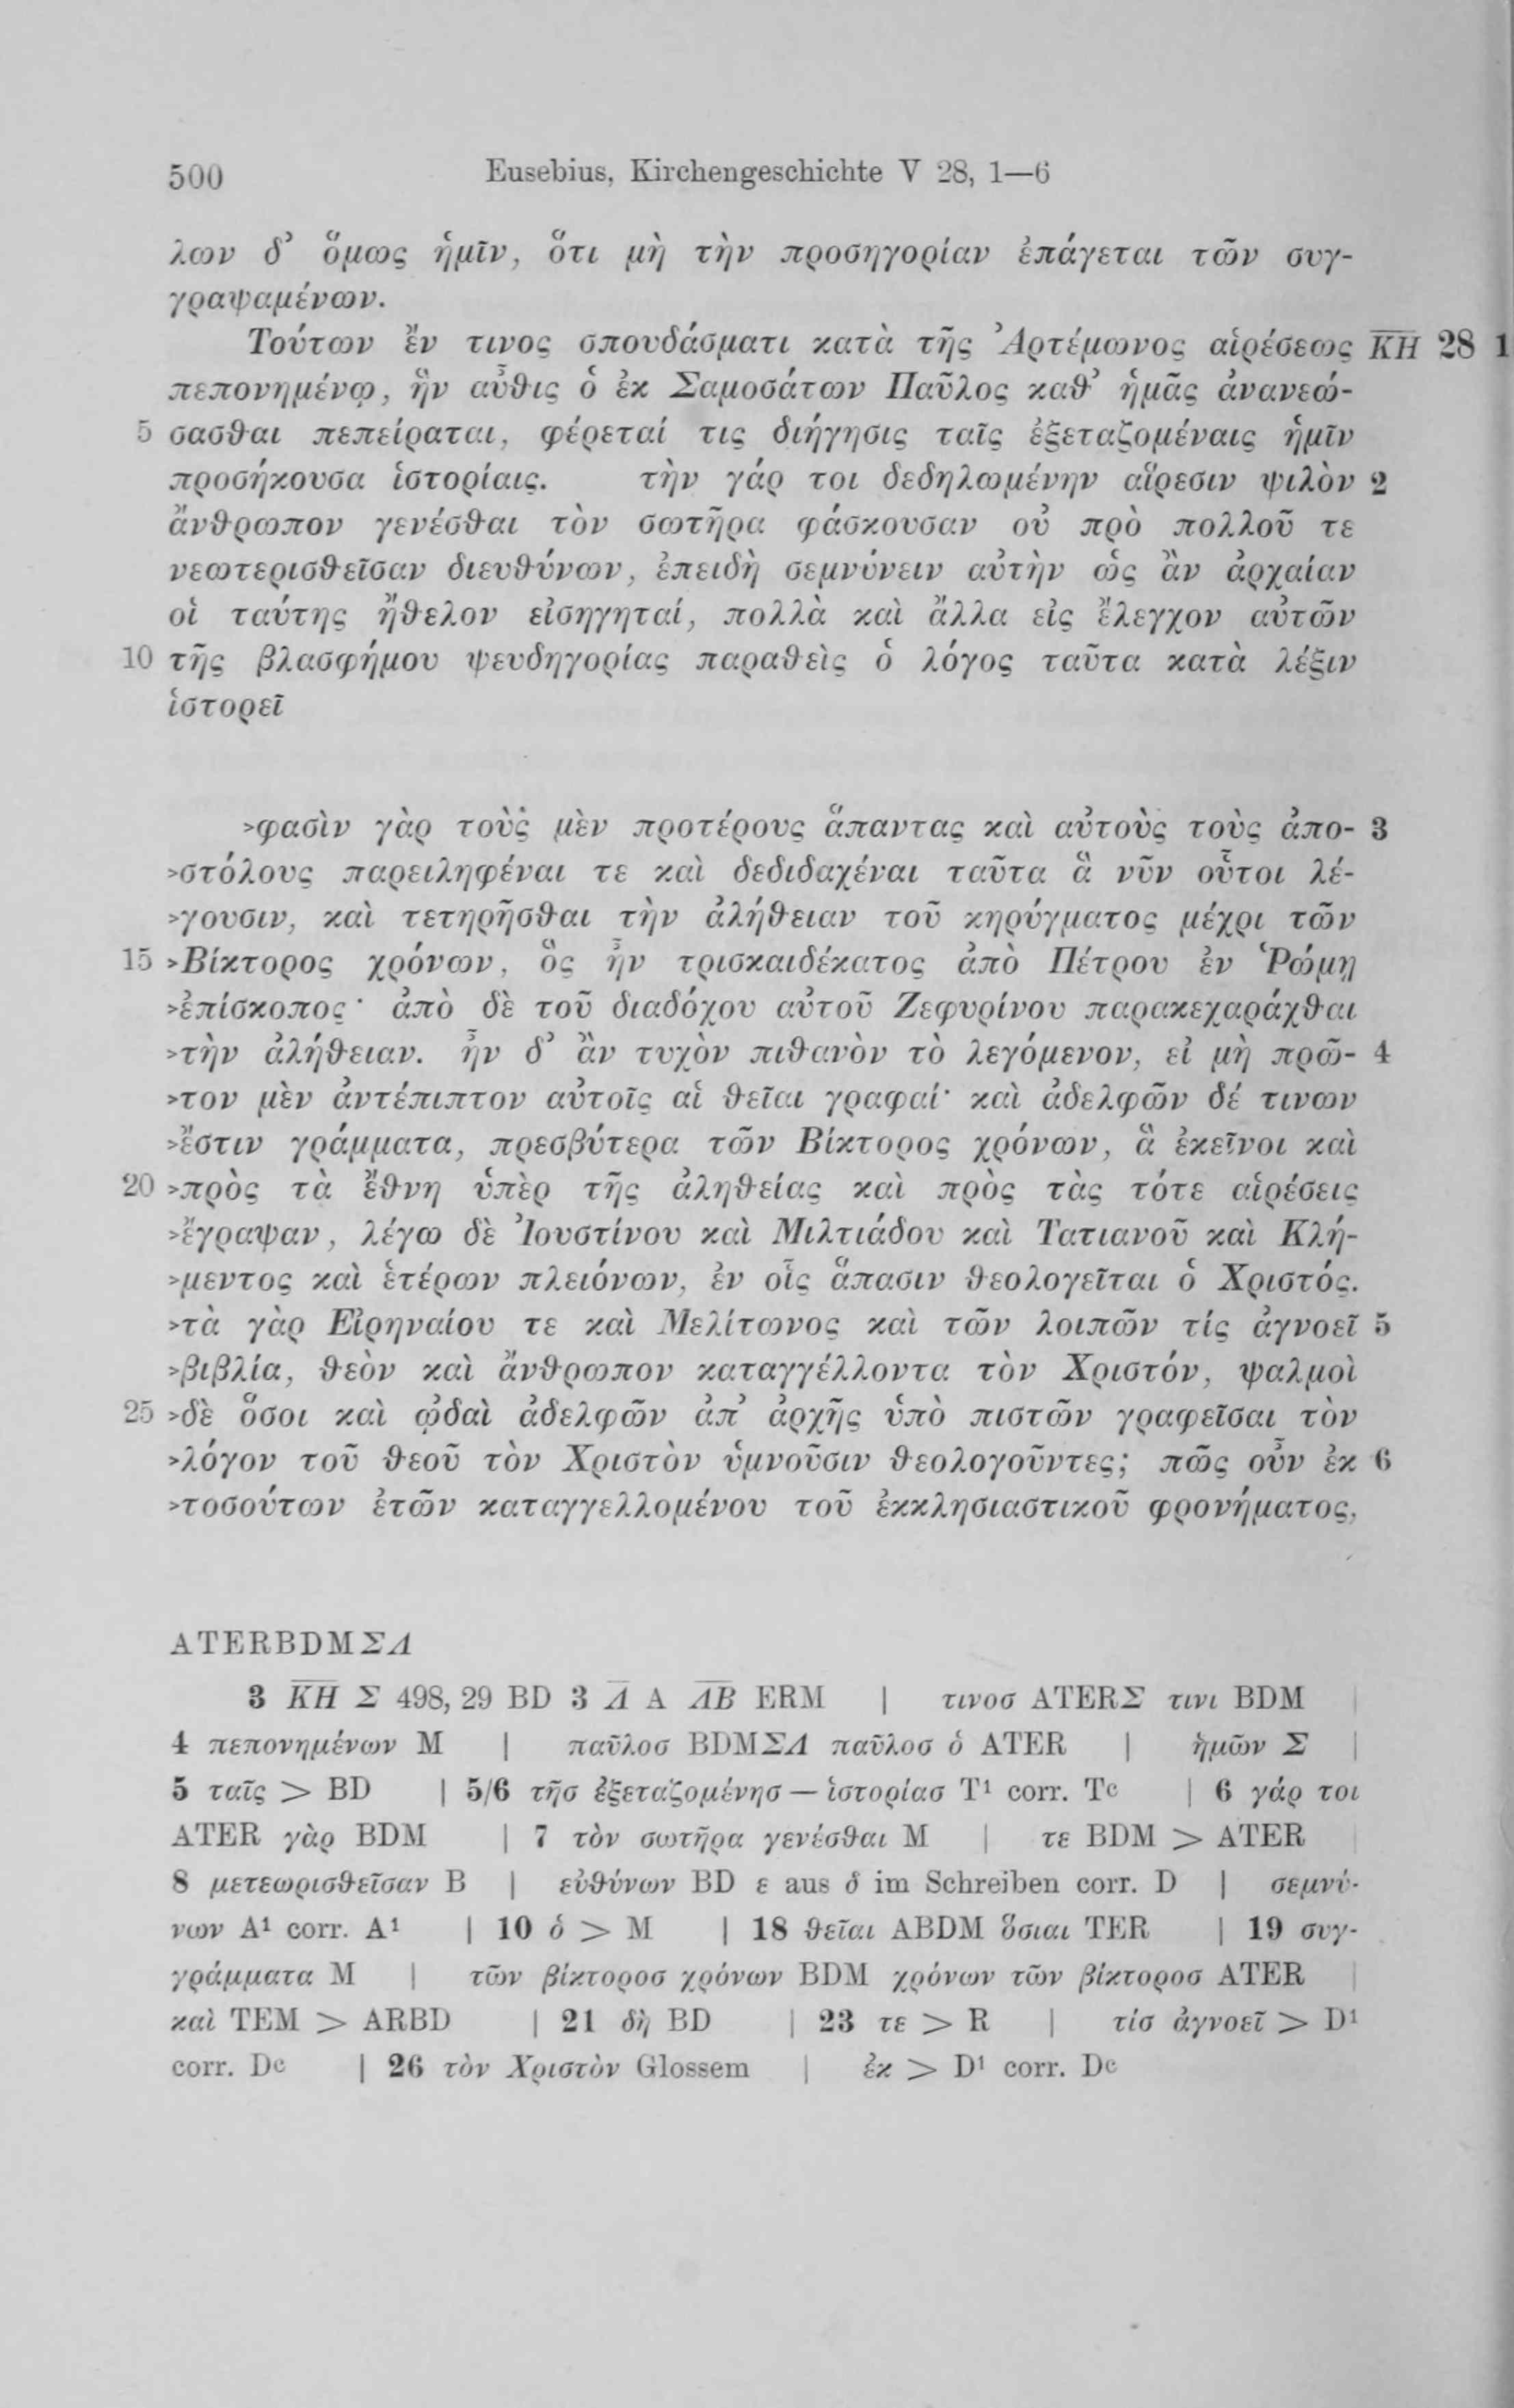 500 Eusebius, Kirchengeschichte V 28, 1—6
λων δ’ ὅμως ἡμῖν, ὅτι μὴ τὴν προσηγορίαν ἐπάγεται τῶν συγ-
γραψαμένων.
Τούτων ἔν τινος σπουδάσματι κατὰ τῆς Ἀρτέμωνος αἱρέσεως ΚΗ 28 1
πεπονημένῳ, ἣν αὖθις ὁ ἐκ Σαμοσάτων Παῦλος καθ’ ἡμᾶς ἀνανεώ-
5 σασθαι πεπείραται, φέρεταί τις διήγησις ταῖς ἐξεταζομέναις ἡμῖν
προσήκουσα ἱστορίαις. τὴν γάρ τοι δεδηλωμένην αἵρεσιν ψιλὸν 2
ἄνθρωπον γενέσθαι τὸν σωτῆρα φάσκουσαν οὐ πρὸ πολλοῦ τε
νεωτερισθεῖσαν διευθύνων, ἐπειδὴ σεμνύνειν αὐτὴν ὡς ἂν ἀρχαίαν
οἱ ταύτης ἤθελον εἰσηγηταί, πολλὰ καὶ ἄλλα εἰς ἔλεγχον αὐτῶν
10 τῆς βλασφήμου ψευδηγορίας παραθεὶς ὁ λόγος ταῦτα κατὰ λέξιν
ἱστορεῖ
>φασὶν γὰρ τοὺς μὲν προτέρους ἅπαντας καὶ αὐτοὺς τοὺς ἀπο- 3
>στόλους παρειληφέναι τε καὶ δεδιδαχέναι ταῦτα ἃ νῦν οὗτοι λέ-
>γουσιν, καὶ τετηρῆσθαι τὴν ἀλήθειαν τοῦ κηρύγματος μέχρι τῶν
15 >Βίκτορος χρόνων, ὃς ἦν τρισκαιδέκατος ἀπὸ Πέτρου ἐν Ῥώμῃ
>ἐπίσκοπος· ἀπὸ δὲ τοῦ διαδόχου αὐτοῦ Ζεφυρίνου παρακεχαράχθαι
>τὴν ἀλήθειαν. ἦν δ’ ἂν τυχὸν πιθανὸν τὸ λεγόμενον, εἰ μὴ πρῶ- 4
>τον μὲν ἀντέπιπτον αὐτοῖς αἱ θεῖαι γραφαί· καὶ ἀδελφῶν δέ τινων
>ἔστιν γράμματα, πρεσβύτερα τῶν Βίκτορος χρόνων, ἃ ἐκεῖνοι καὶ
20 >πρὸς τὰ ἔθνη ὑπὲρ τῆς ἀληθείας καὶ πρὸς τὰς τότε αἱρέσεις
>ἔγραψαν, λέγω δὲ Ἰουστίνου καὶ Μιλτιάδου καὶ Τατιανοῦ καὶ Κλή-
>μεντος καὶ ἑτέρων πλειόνων, ἐν οἷς ἅπασιν θεολογεῖται ὁ Χριστός.
>τὰ γὰρ Εἰρηναίου τε καὶ Μελίτωνος καὶ τῶν λοιπῶν τίς ἀγνοεῖ 5
>βιβλία, θεὸν καὶ ἄνθρωπον καταγγέλλοντα τὸν Χριστόν, ψαλμοὶ
25 >δὲ ὅσοι καὶ ᾠδαὶ ἀδελφῶν ἀπ’ ἀρχῆς ὑπὸ πιστῶν γραφεῖσαι τὸν
>λόγον τοῦ θεοῦ τὸν Χριστὸν ὑμνοῦσιν θεολογοῦντες; πῶς οὖν ἐκ 6
>τοσούτων ἐτῶν καταγγελλομένου τοῦ ἐκκλησιαστικοῦ φρονήματος,
ATERBDMΣΛ
3 ΚΗ Σ 498, 29 BD 3 Λ A ΛΒ ERM | τινοσ ATERΣ τινι BDM |
4 πεπονημένων M | παῦλοσ BDMΣΛ παῦλοσ ὁ ATER | ἡμῶν Σ |
5 ταῖς > BD | 5/6 τῆσ ἐξεταζομένησ — ἱστορίασ T¹ corr. Tᶜ | 6 γάρ τοι
ATER γὰρ BDM | 7 τὸν σωτῆρα γενέσθαι M | τε BDM > ATER |
8 μετεωρισθεῖσαν B | εὐθύνων BD ε aus δ im Schreiben corr. D | σεμνύ-
νων A¹ corr. A¹ | 10 ὁ > M | 18 θεῖαι ABDM ὅσιαι TER | 19 συγ-
γράμματα M | τῶν βίκτοροσ χρόνων BDM χρόνων τῶν βίκτοροσ ATER |
καὶ TEM > ARBD | 21 δὴ BD | 23 τε > R | τίσ ἀγνοεῖ > D¹
corr. Dᶜ | 26 τὸν Χριστὸν Glossem | ἐκ > D¹ corr. Dᶜ